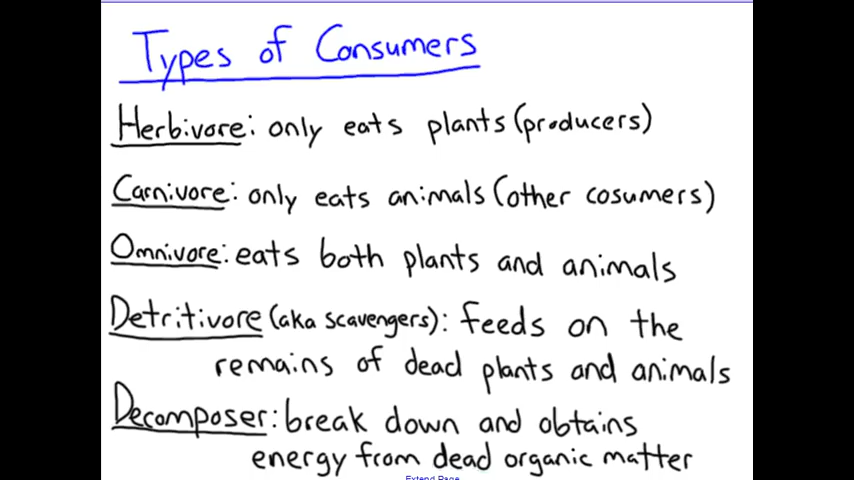 Types of Consumers
Herbivore: only eats plants (producers)
Carnivore: only eats animals (other cosumers)
Omnivore: eats both plants and animals
Detritivore (aka scavengers): feeds on the
remains of dead plants and animals
Decomposer: break down and obtains
energy from dead organic matter
Extend Page